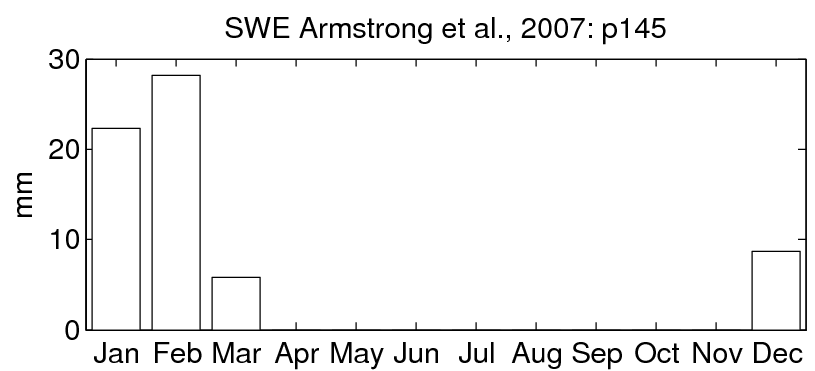 SWE Armstrong et al., 2007: p145
30
20
10
0
mm
Jan Feb Mar Apr May Jun Jul Aug Sep Oct Nov Dec